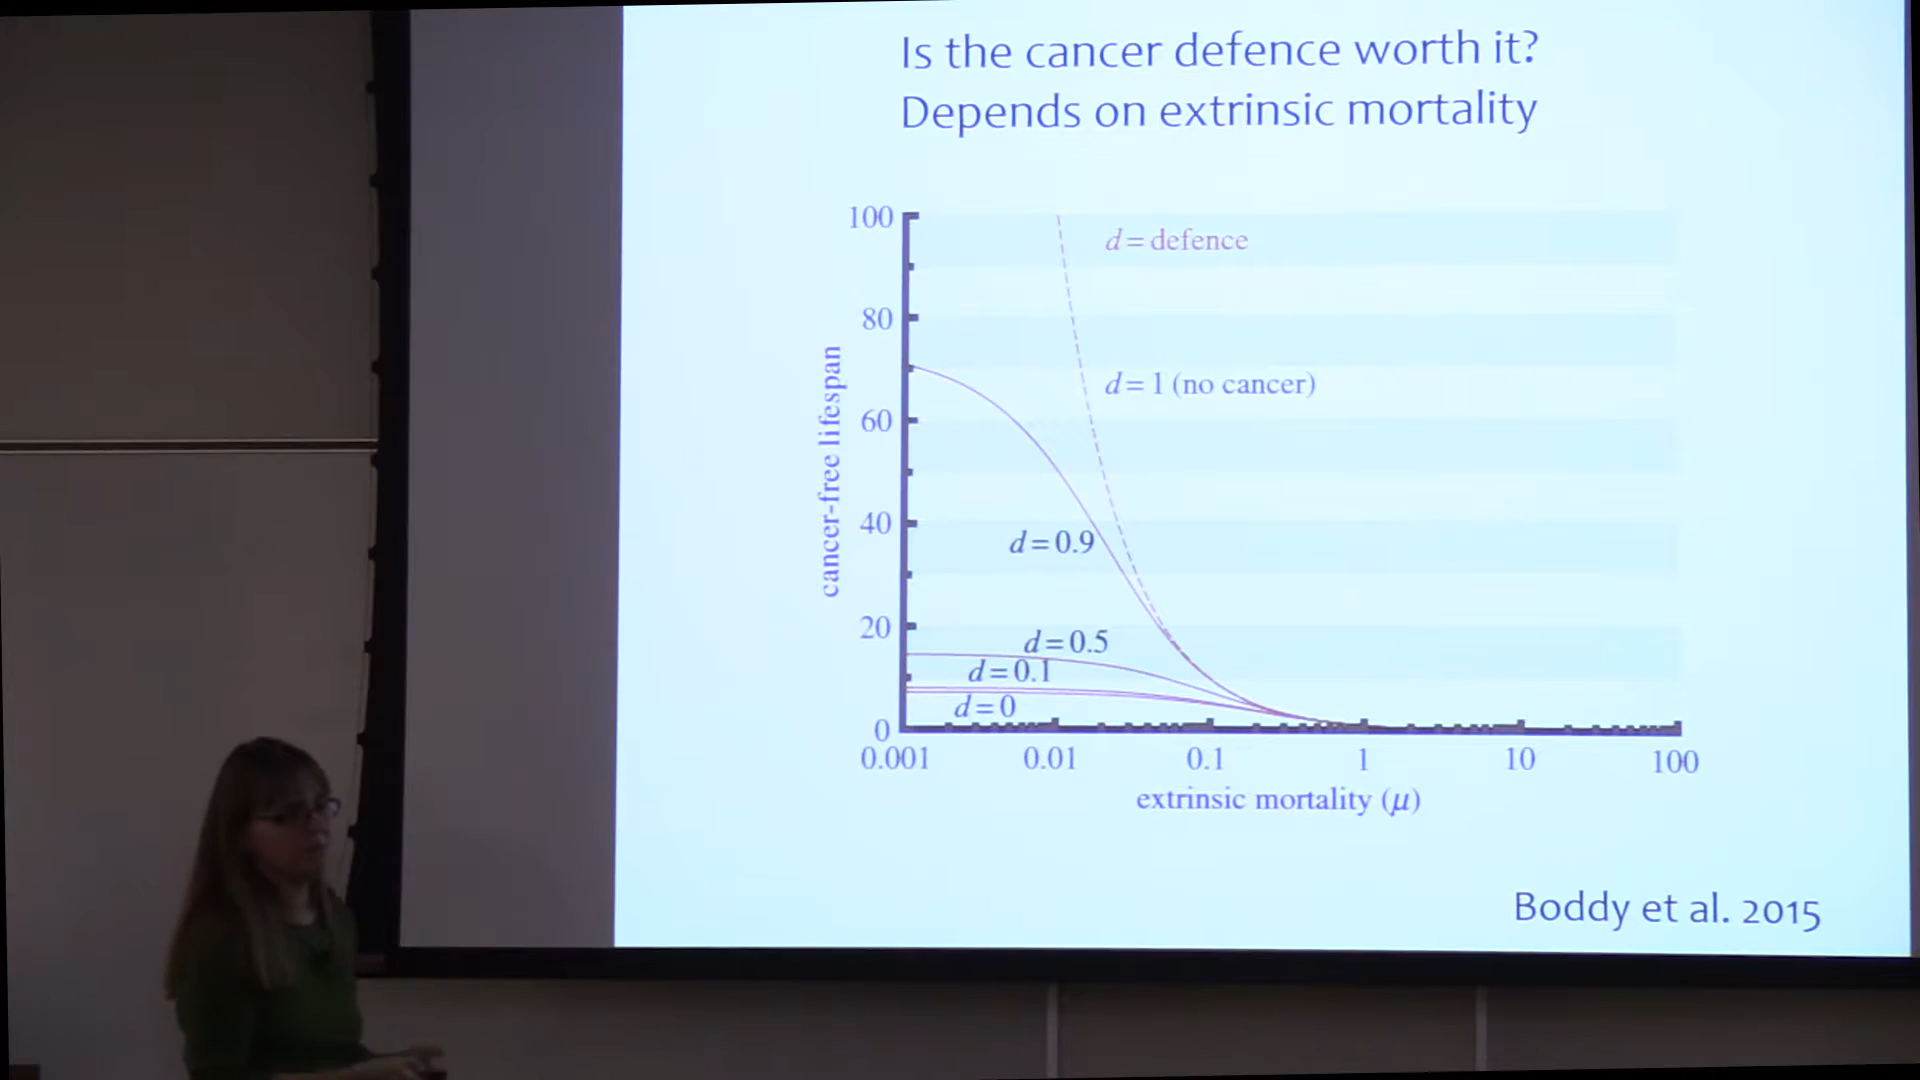 Is the cancer defence worth it?
Depends on extrinsic mortality
100
80
60
40
20
0
cancer-free lifespan
d = defence
d = 1 (no cancer)
d = 0.9
d = 0.5
d = 0.1
d = 0
0.001
0.01
0.1
1
10
100
extrinsic mortality (μ)
Boddy et al. 2015